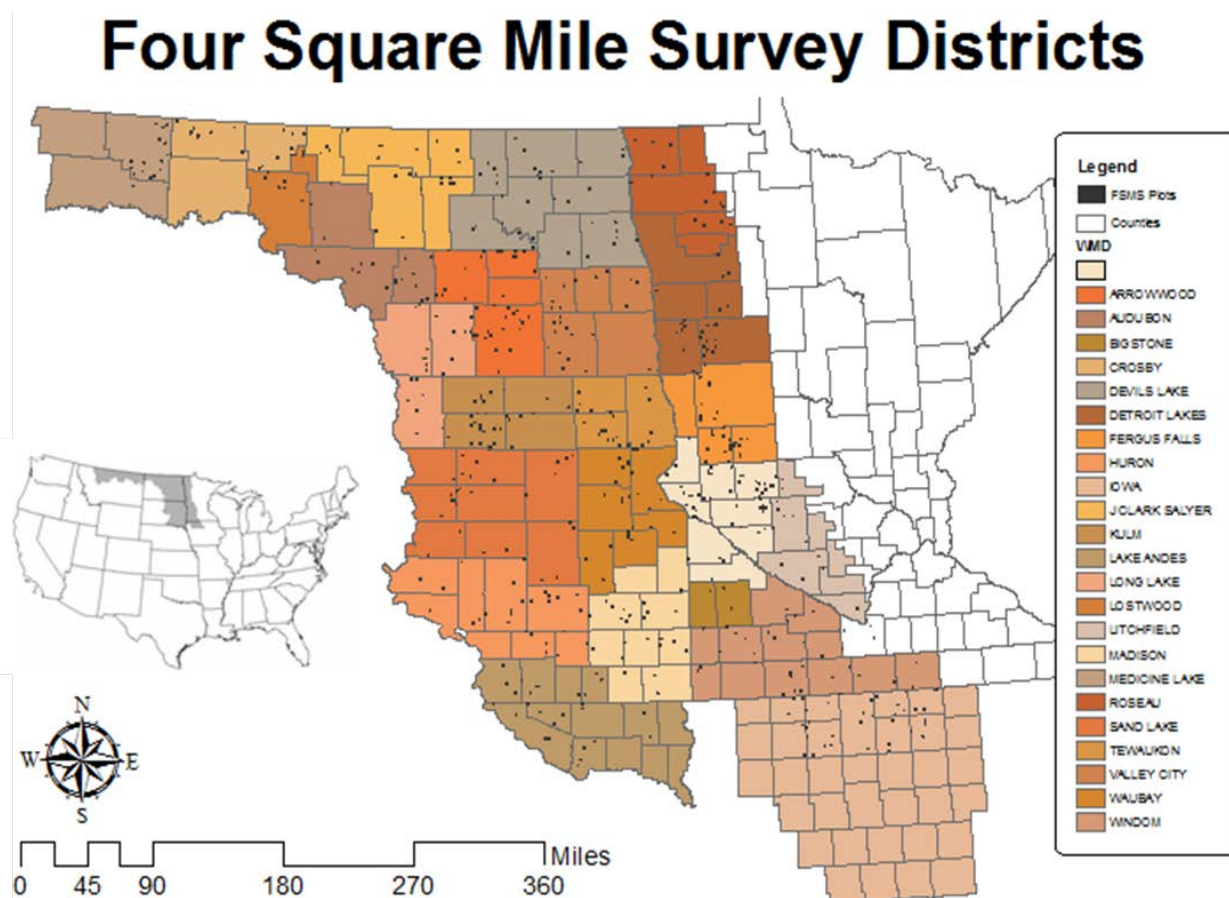 Four Square Mile Survey Districts
Legend
FSMS Plots
Counties
WMD
ARROWWOOD
AUDUBON
BIGSTONE
CROSBY
DEVILS LAKE
DETROIT LAKES
FERGUS FALLS
HURON
IOWA
J CLARK SALYER
KULM
LAKE ANDES
LONG LAKE
LOSTWOOD
LITCHFIELD
MADISON
MEDICINE LAKE
ROSEAU
SAND LAKE
TEWAUKON
VALLEY CITY
WAUBAY
WINDOM
N
W E
S
Miles
0 45 90 180 270 360